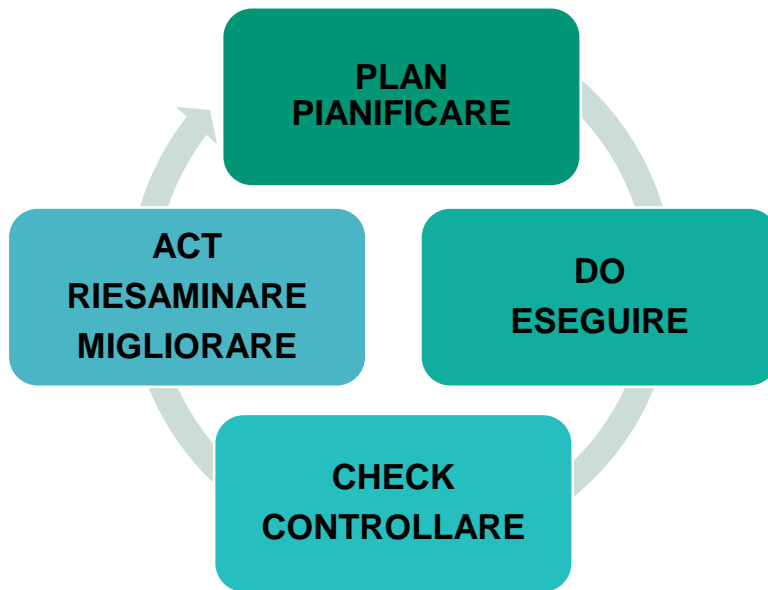 PLAN
PIANIFICARE
DO
ESEGUIRE
CHECK
CONTROLLARE
ACT
RIESAMINARE
MIGLIORARE